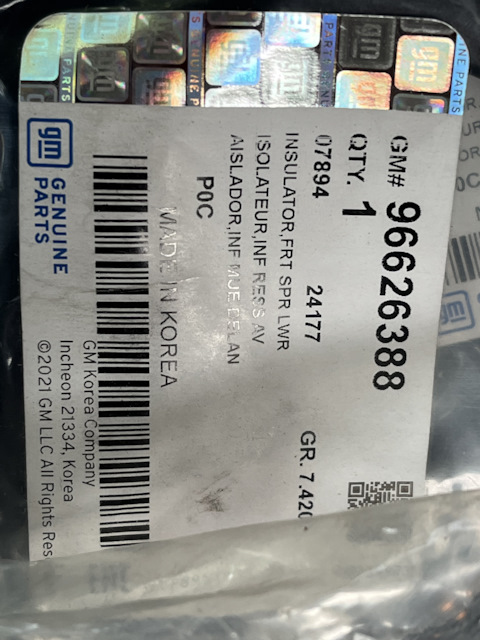 GM# 96626388
QTY. 1
07894 24177 GR. 7.420
INSULATOR,FRT SPR LWR
ISOLATEUR,INF RESS AV
AISLADOR,INF MUE DELAN
P0C
MADE IN KOREA
gm GENUINE PARTS
GM Korea Company
Incheon 21334, Korea
©2021 GM LLC All Rights Res